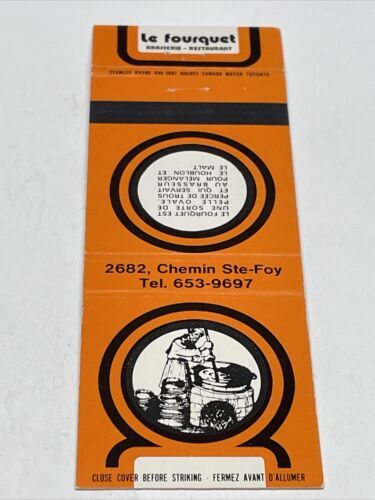 Le fourquet
BRASSERIE - RESTAURANT
LE FOURQUET EST
UNE SORTE DE
PELLE OVALE,
PERCÉE DE TROUS
ET QUI SERVAIT
AU BRASSEUR
POUR MÉLANGER
LE HOUBLON ET
LE MALT.
2682, Chemin Ste-Foy
Tel. 653-9697
CLOSE COVER BEFORE STRIKING - FERMEZ AVANT D'ALLUMER